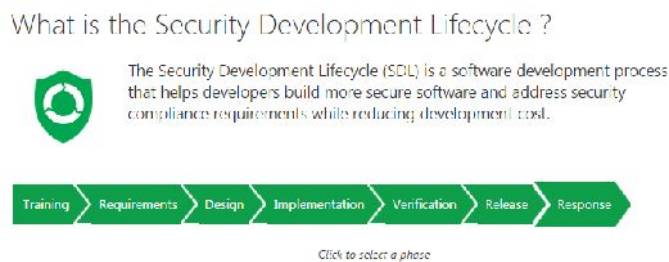 What is the Security Development Lifecycle ?
The Security Development Lifecycle (SDL) is a software development process
that helps developers build more secure software and address security
compliance requirements while reducing development cost.
Training Requirements Design Implementation Verification Release Response
Click to select a phase